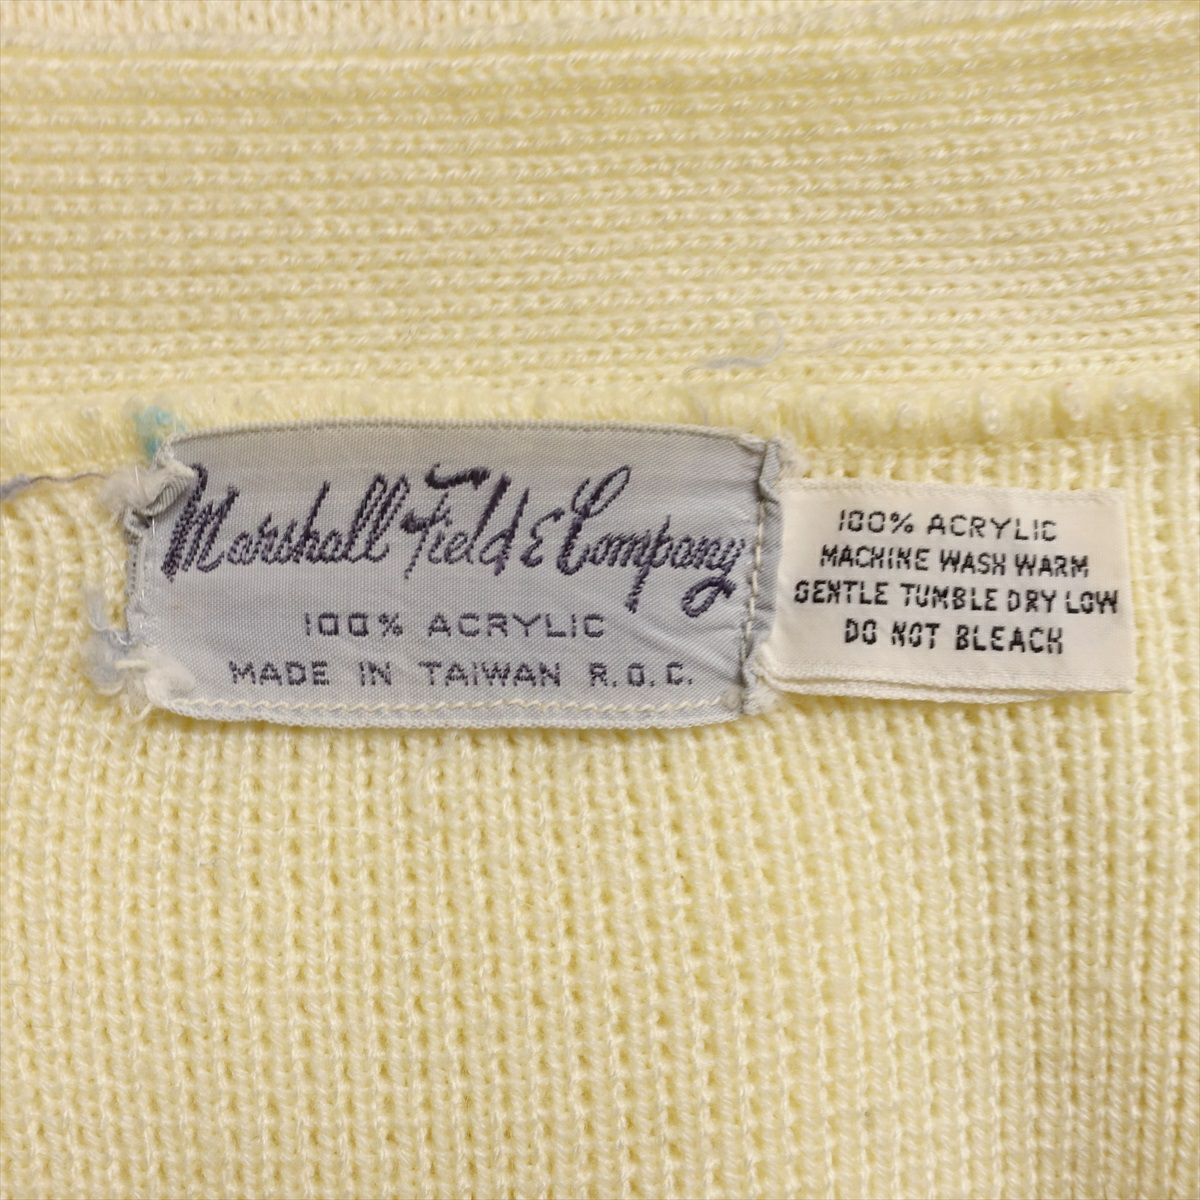 Marshall Field & Company
100% ACRYLIC
MADE IN TAIWAN R.O.C.
100% ACRYLIC
MACHINE WASH WARM
GENTLE TUMBLE DRY LOW
DO NOT BLEACH